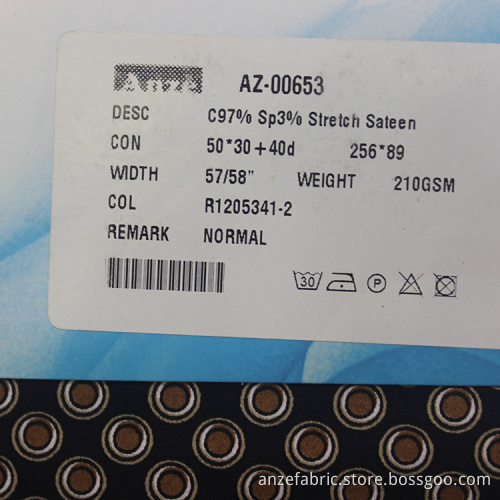 Anze AZ-00653
DESC C97% Sp3% Stretch Sateen
CON 50*30+40d 256*89
WIDTH 57/58" WEIGHT 210GSM
COL R1205341-2
REMARK NORMAL
30 P
anzefabric.store.bossgoo.com